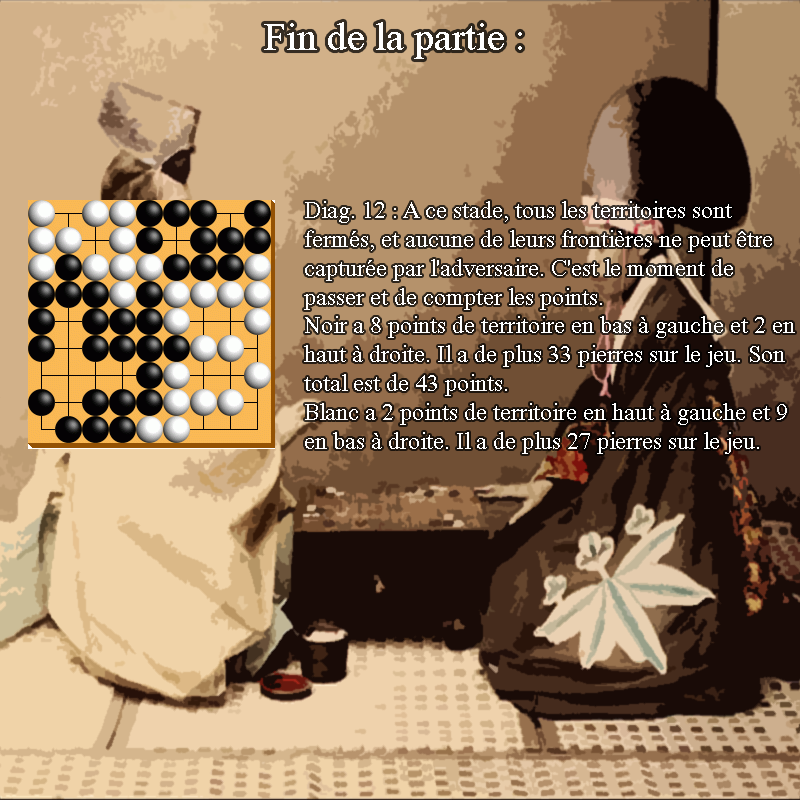 Fin de la partie :
Diag. 12 : A ce stade, tous les territoires sont
fermés, et aucune de leurs frontières ne peut être
capturée par l'adversaire. C'est le moment de
passer et de compter les points.
Noir a 8 points de territoire en bas à gauche et 2 en
haut à droite. Il a de plus 33 pierres sur le jeu. Son
total est de 43 points.
Blanc a 2 points de territoire en haut à gauche et 9
en bas à droite. Il a de plus 27 pierres sur le jeu.